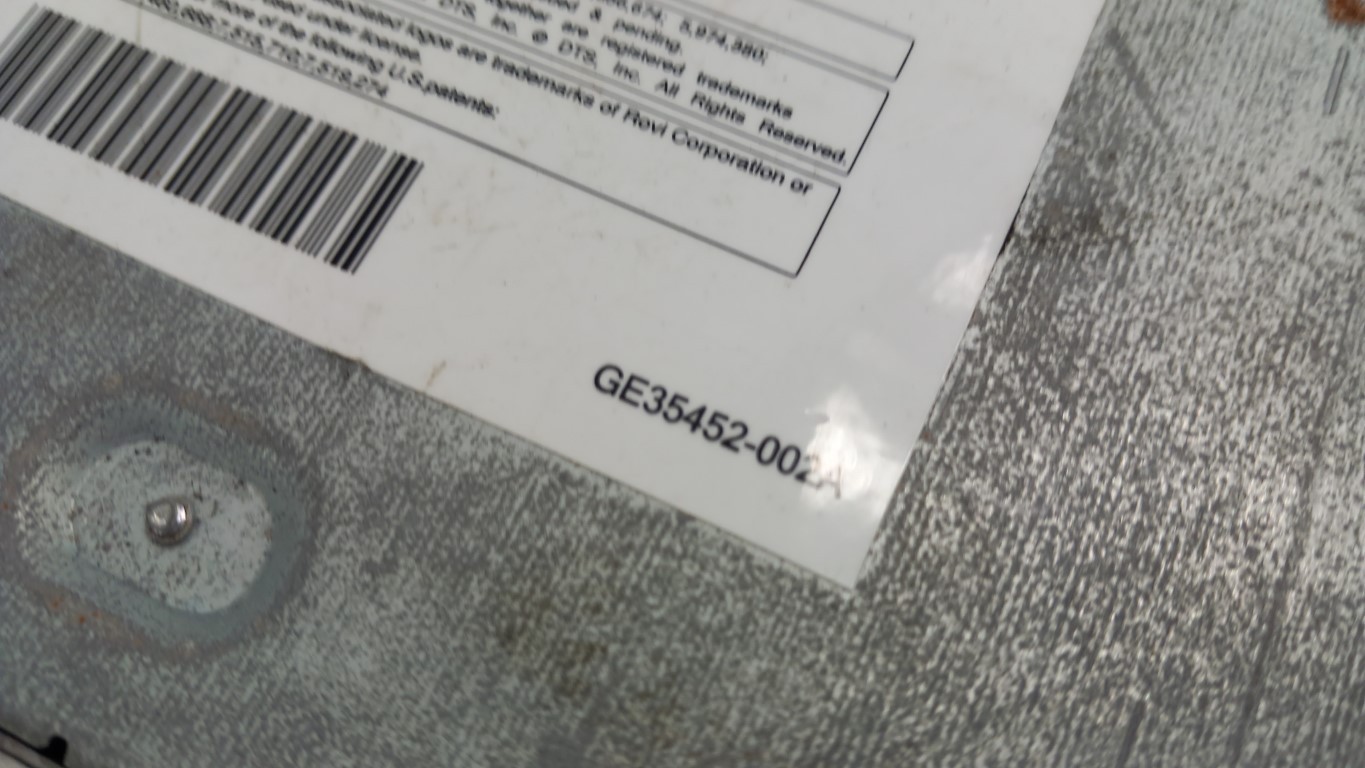 5,974,380;
& pending.
together are registered trademarks
DTS, Inc. © DTS, Inc. All Rights Reserved.
associated logos are trademarks of Rovi Corporation or
used under license.
more of the following U.S.patents:
GE35452-002A